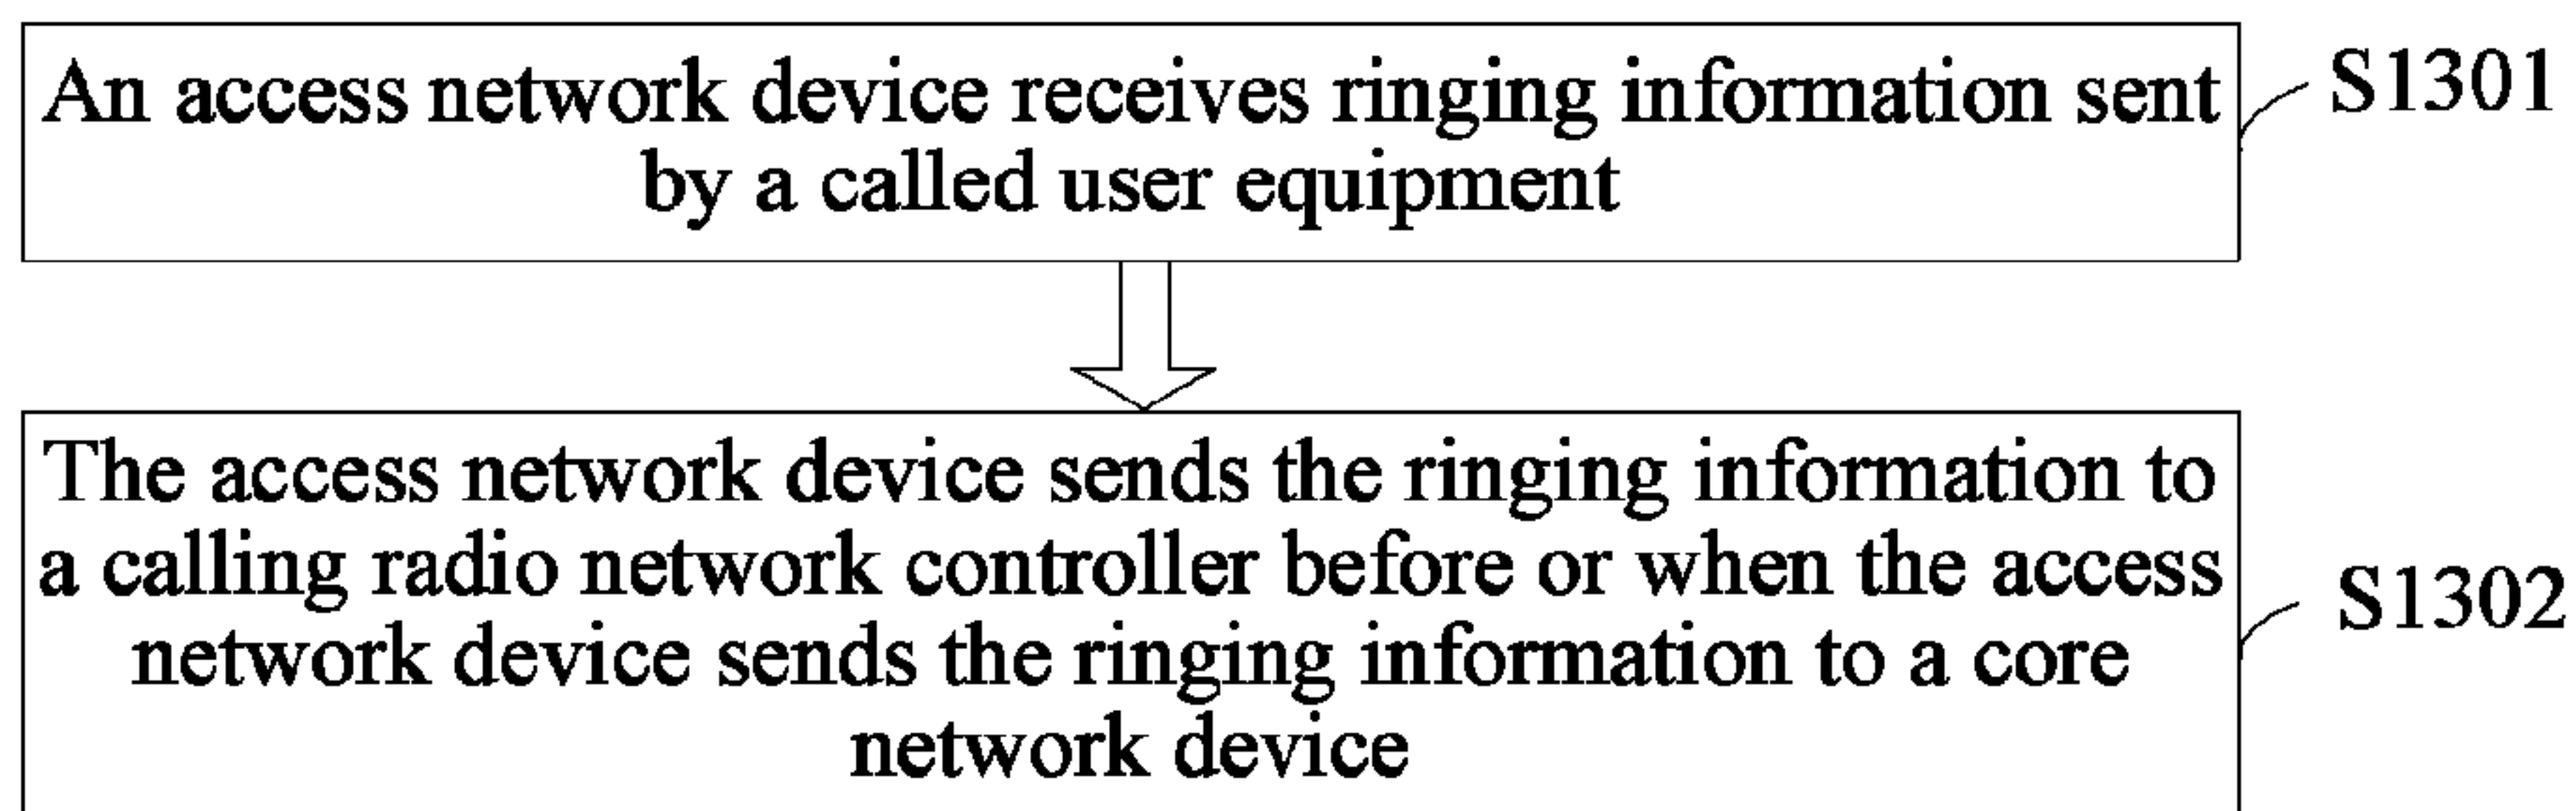 An access network device receives ringing information sent
by a called user equipment
S1301
The access network device sends the ringing information to
a calling radio network controller before or when the access
network device sends the ringing information to a core
network device
S1302